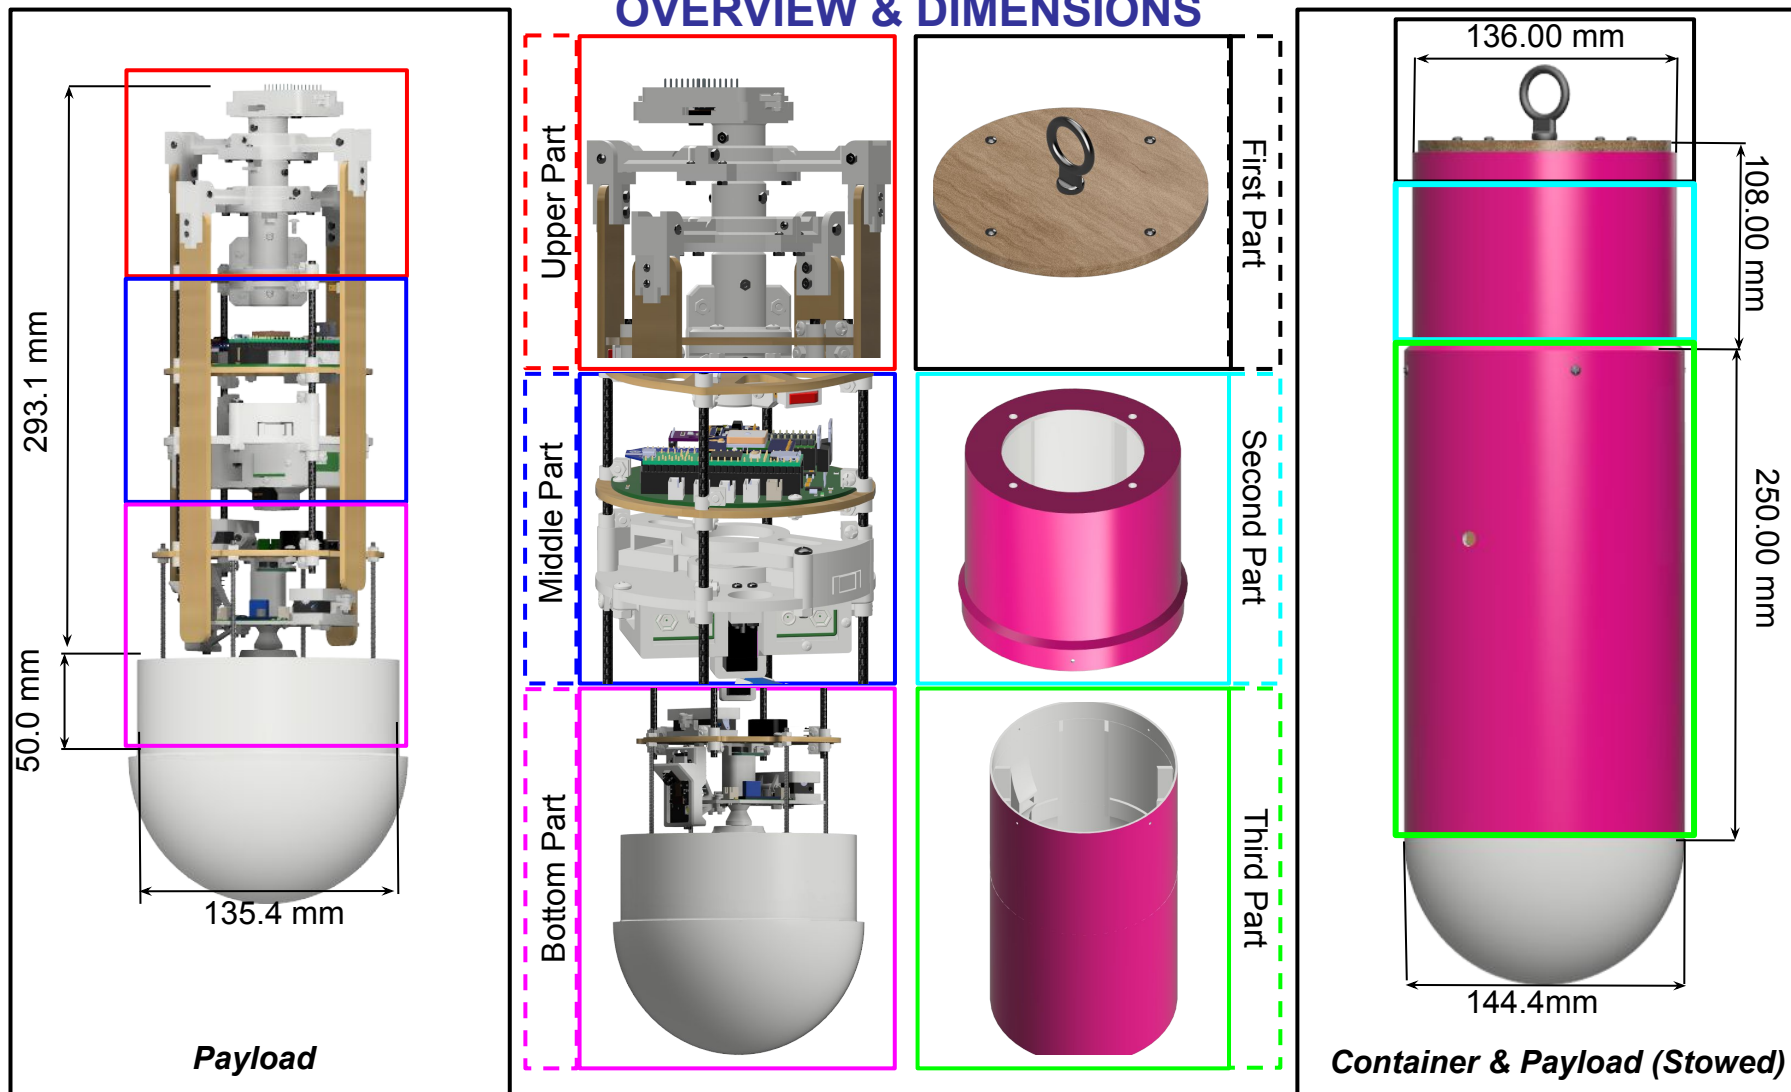 OVERVIEW & DIMENSIONS
293.1 mm
50.0 mm
135.4 mm
Payload
Upper Part
Middle Part
Bottom Part
First Part
Second Part
Third Part
136.00 mm
108.00 mm
250.00 mm
144.4mm
Container & Payload (Stowed)